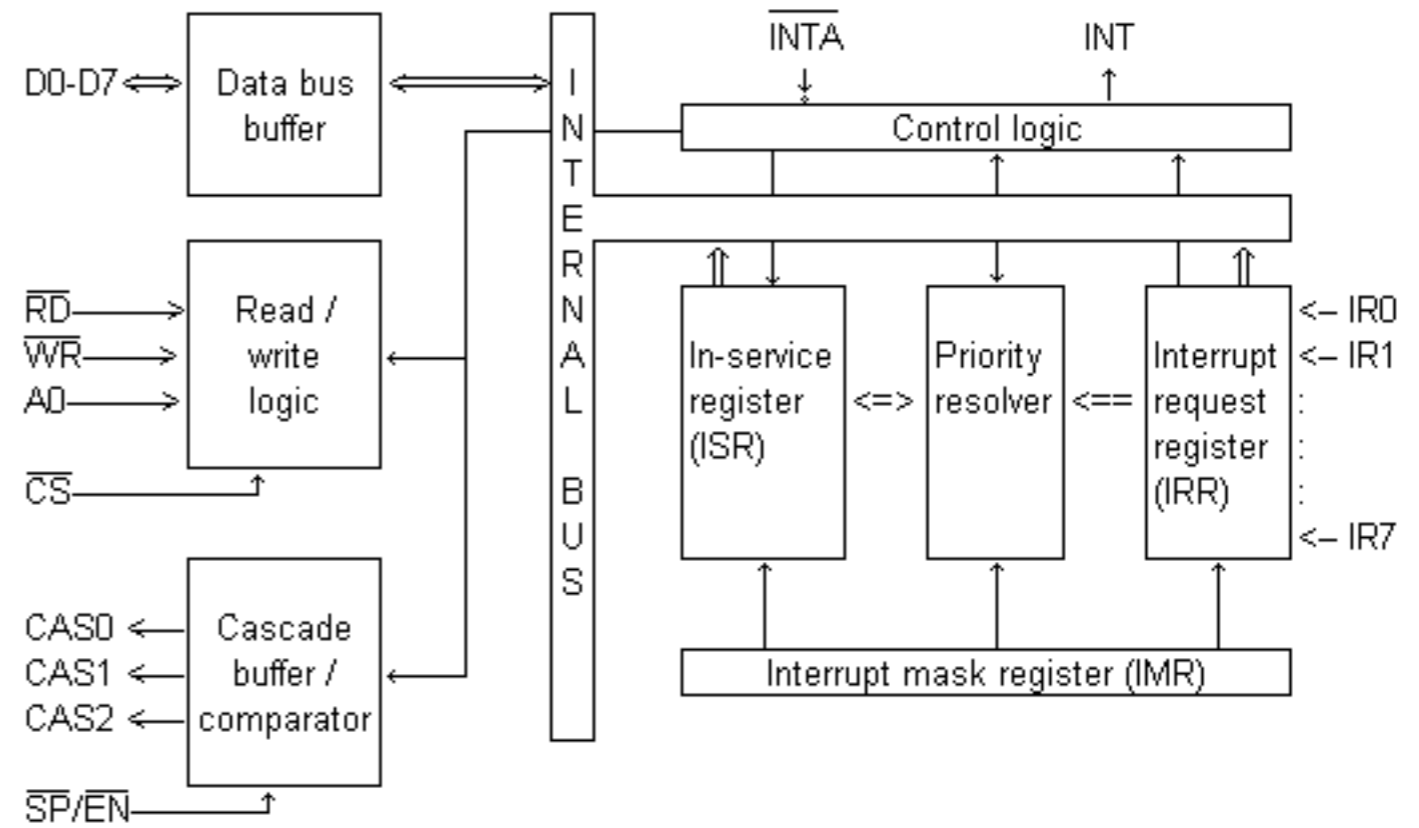 INTA
INT
D0-D7
Data bus
buffer
INTERNAL BUS
Control logic
RD
WR
A0
CS
Read /
write
logic
In-service
register
(ISR)
<=>
Priority
resolver
<==
Interrupt
request
register
(IRR)
<– IR0
<– IR1
:
:
:
<– IR7
CAS0
CAS1
CAS2
SP/EN
Cascade
buffer /
comparator
Interrupt mask register (IMR)